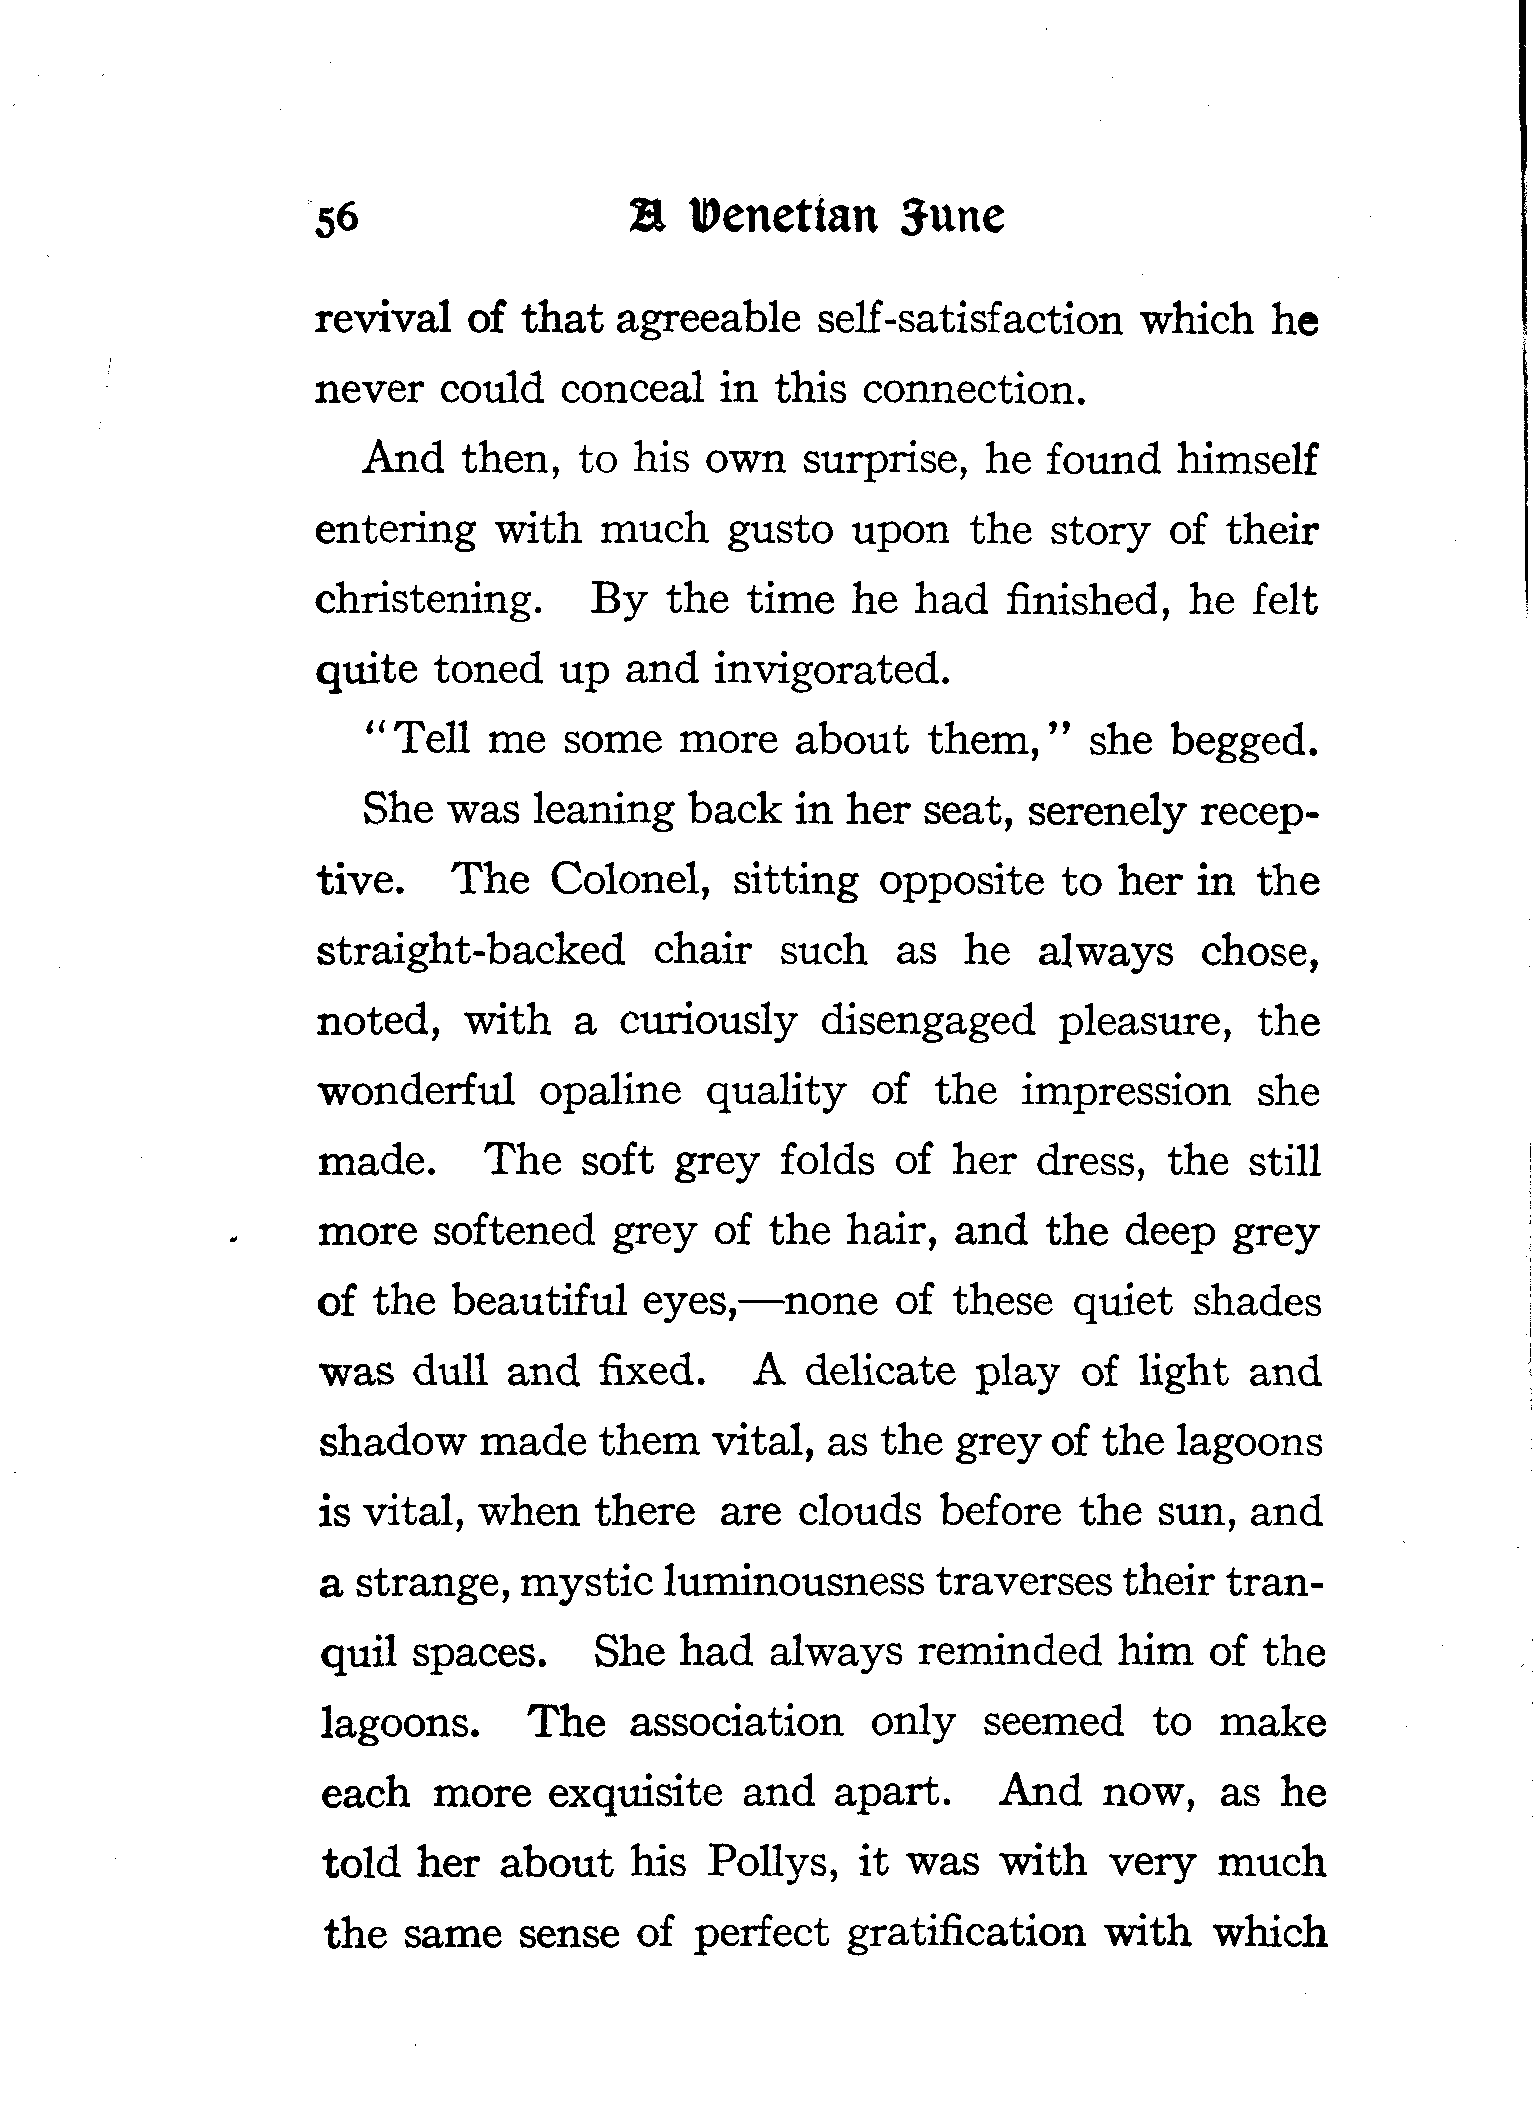 56 A Venetian June
revival of that agreeable self-satisfaction which he
never could conceal in this connection.
And then, to his own surprise, he found himself
entering with much gusto upon the story of their
christening. By the time he had finished, he felt
quite toned up and invigorated.
"Tell me some more about them," she begged.
She was leaning back in her seat, serenely recep-
tive. The Colonel, sitting opposite to her in the
straight-backed chair such as he always chose,
noted, with a curiously disengaged pleasure, the
wonderful opaline quality of the impression she
made. The soft grey folds of her dress, the still
more softened grey of the hair, and the deep grey
of the beautiful eyes,—none of these quiet shades
was dull and fixed. A delicate play of light and
shadow made them vital, as the grey of the lagoons
is vital, when there are clouds before the sun, and
a strange, mystic luminousness traverses their tran-
quil spaces. She had always reminded him of the
lagoons. The association only seemed to make
each more exquisite and apart. And now, as he
told her about his Pollys, it was with very much
the same sense of perfect gratification with which